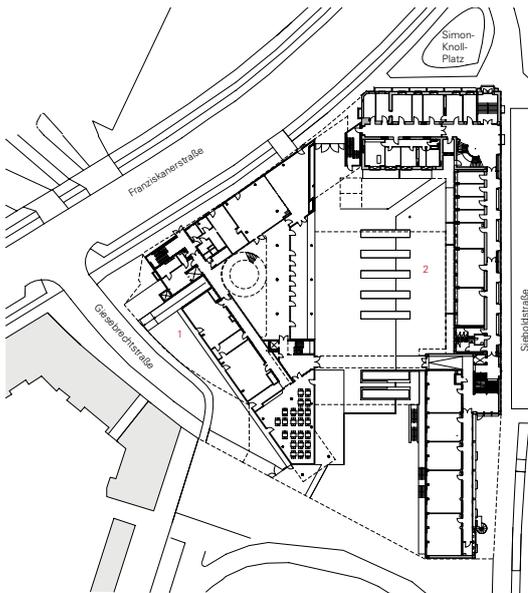 Simon-
Knoll-
Platz
Franziskanerstraße
2
Sieboldstraße
Giesebrechtstraße
1